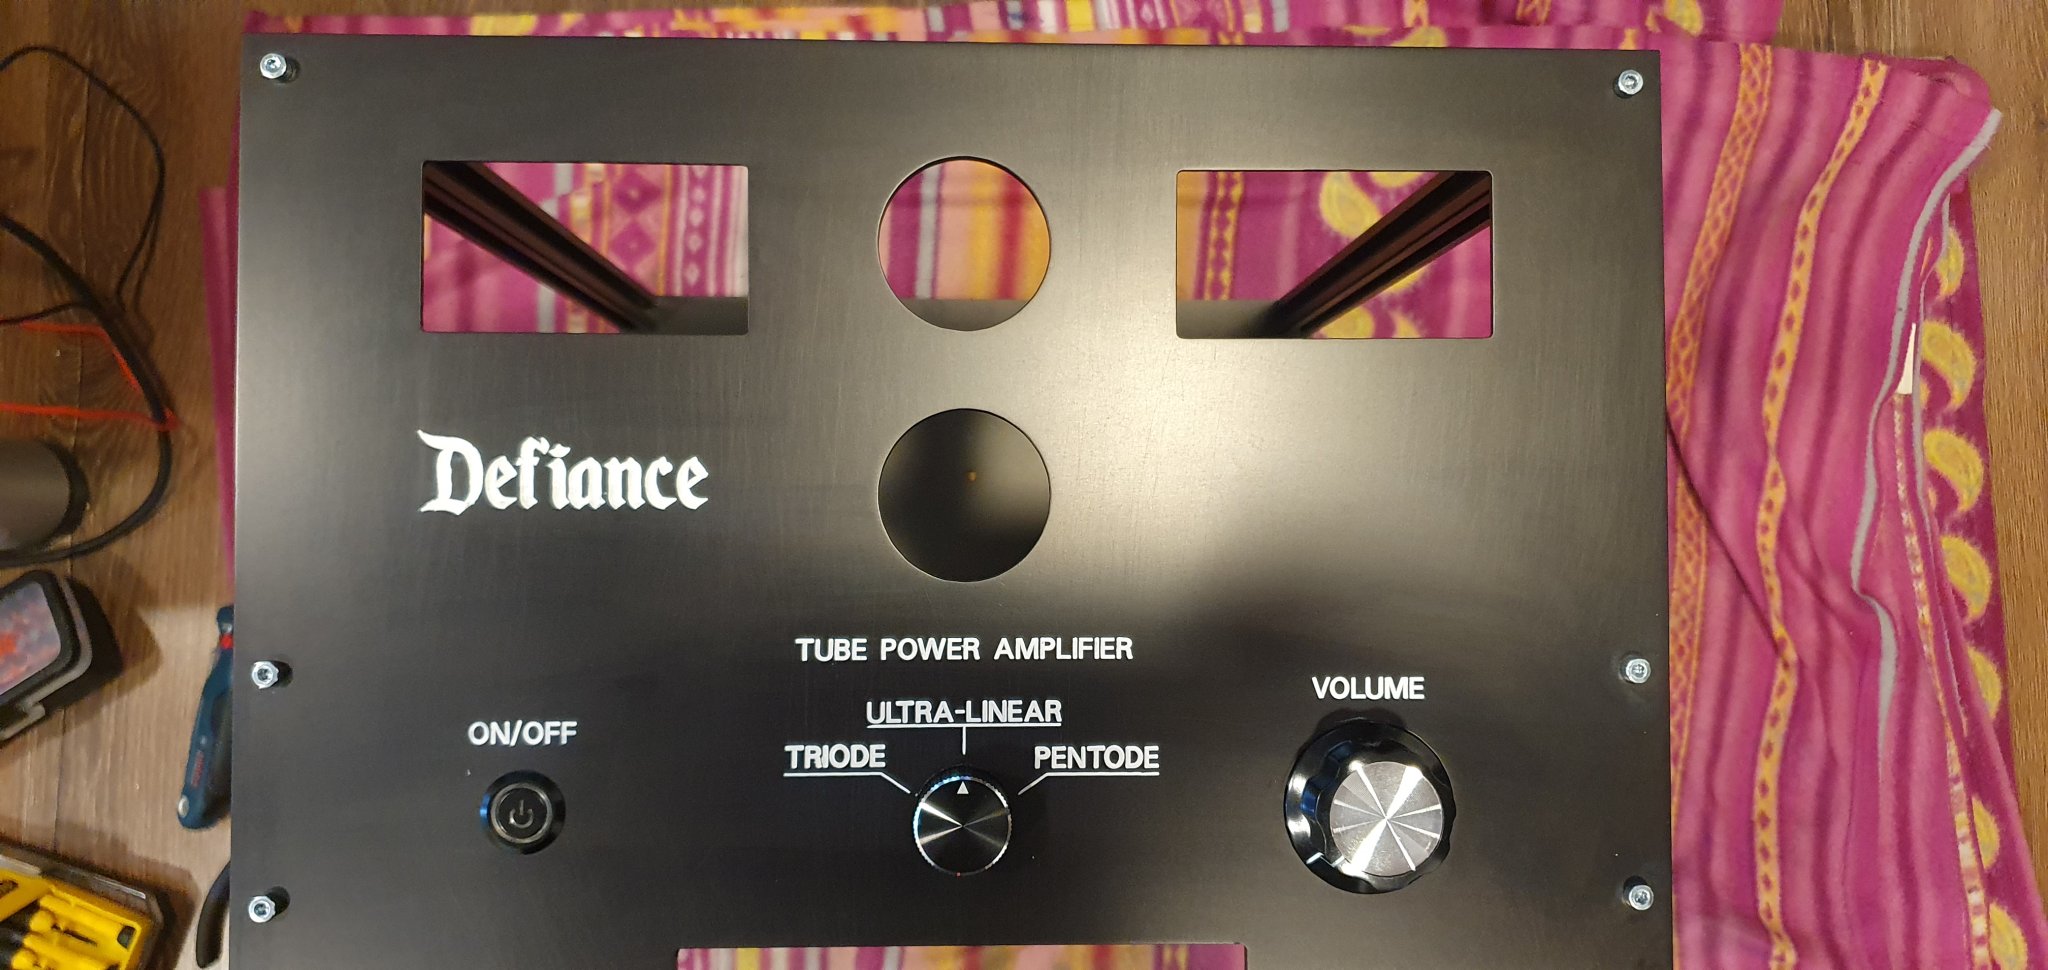 Defiance
TUBE POWER AMPLIFIER
VOLUME
ULTRA-LINEAR
ON/OFF
TRIODE
PENTODE